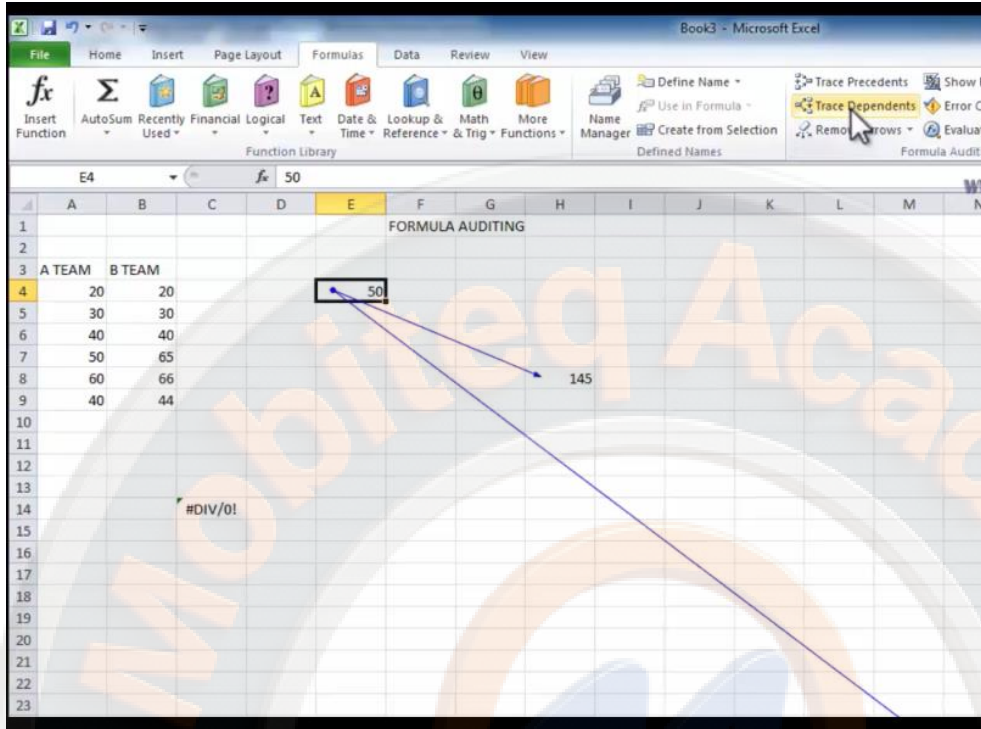 Book3 - Microsoft Excel
File Home Insert Page Layout Formulas Data Review View
fx Insert Function
Σ AutoSum
Recently Used
Financial
Logical
Text
Date & Time
Lookup & Reference
Math & Trig
More Functions
Function Library
Name Manager
Define Name
Use in Formula
Create from Selection
Defined Names
Trace Precedents Show
Trace Dependents Error
Formula Audit
E4 fx 50
A B C D E F G H I J K L M N
1 FORMULA AUDITING
2
3 A TEAM B TEAM
4 20 20 50
5 30 30
6 40 40
7 50 65
8 60 66 145
9 40 44
10
11
12
13
14 #DIV/0!
15
16
17
18
19
20
21
22
23
Mobiteq